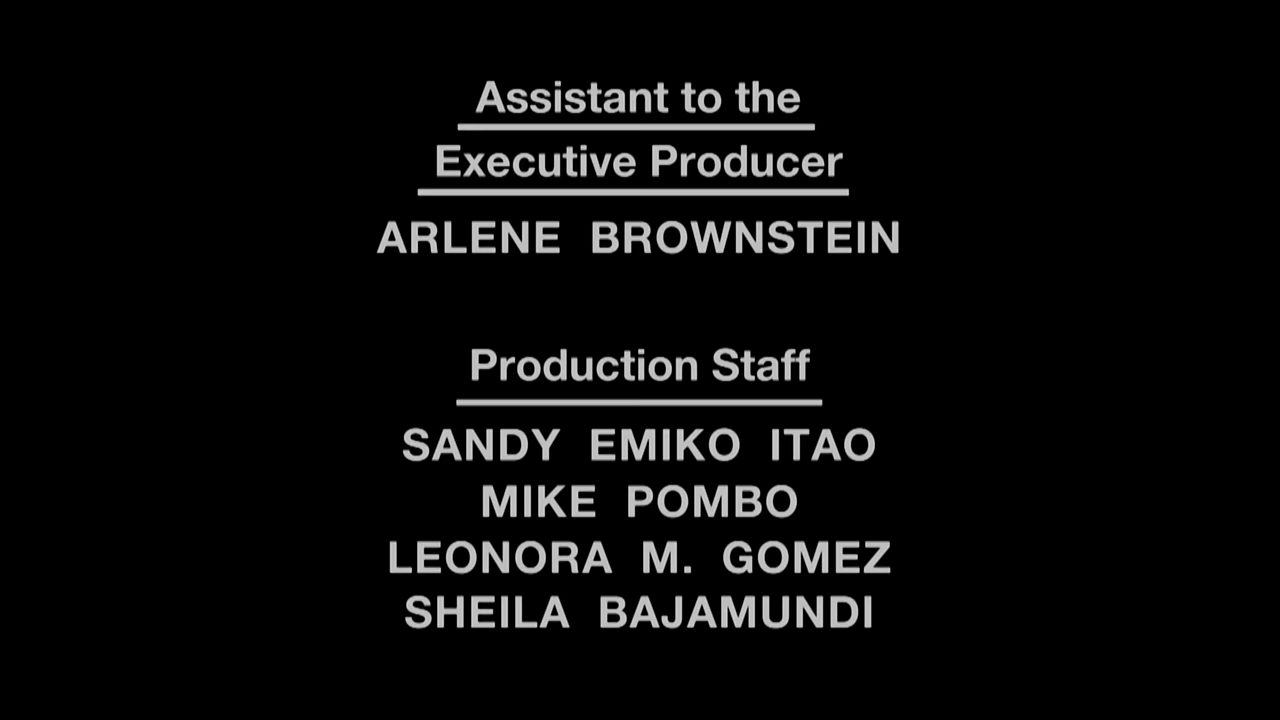 Assistant to the
Executive Producer
ARLENE BROWNSTEIN
Production Staff
SANDY EMIKO ITAO
MIKE POMBO
LEONORA M. GOMEZ
SHEILA BAJAMUNDI